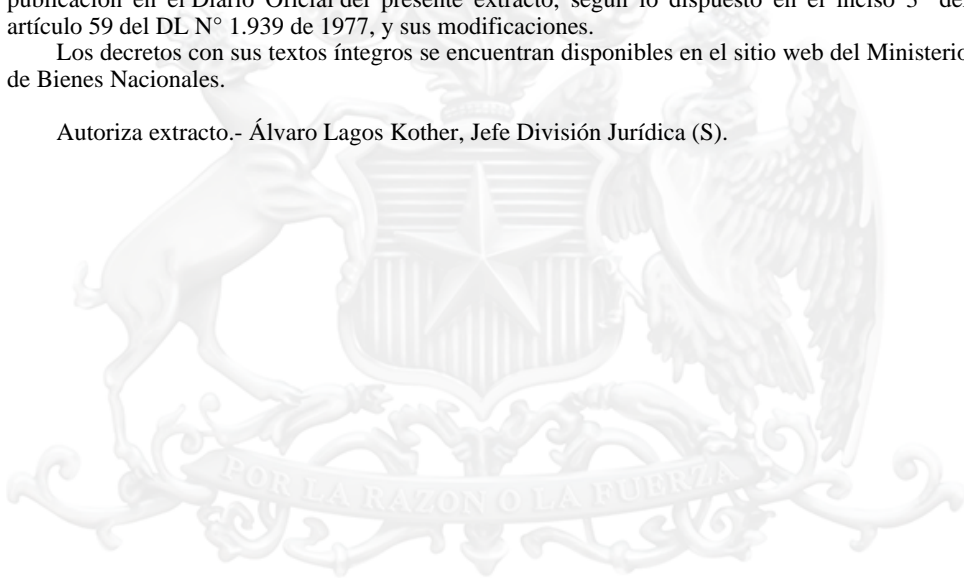 publicación en el Diario Oficial del presente extracto, según lo dispuesto en el inciso
artículo 59 del DL N° 1.939 de 1977, y sus modificaciones.
Los decretos con sus textos íntegros se encuentran disponibles en el sitio web del Ministerio
de Bienes Nacionales.
Autoriza extracto.- Álvaro Lagos Kother, Jefe División Jurídica (S).
POR LA RAZON O LA FUERZA